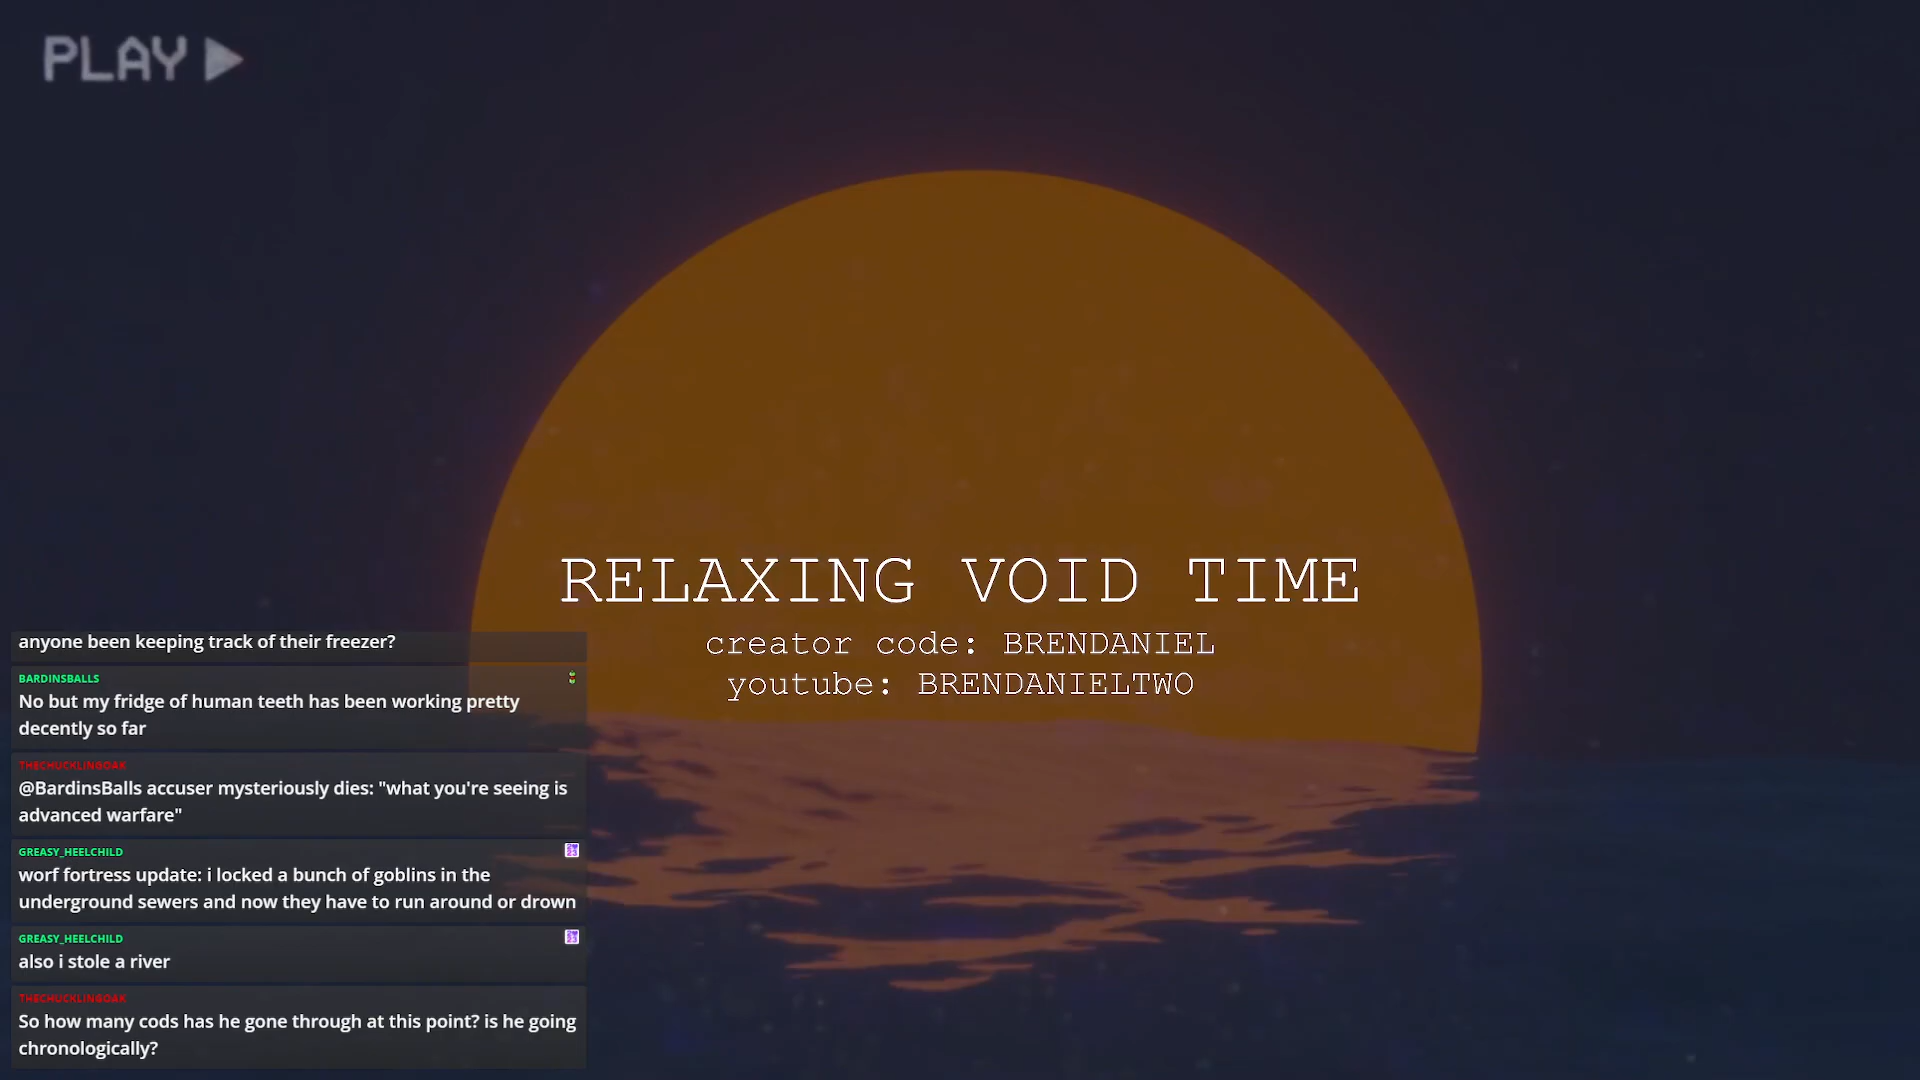 PLAY
RELAXING VOID TIME
creator code: BRENDANIEL
youtube: BRENDANIELTWO
anyone been keeping track of their freezer?
BARDINSBALLS
No but my fridge of human teeth has been working pretty
decently so far
THECHUCKLINGOAK
@BardinsBalls accuser mysteriously dies: "what you're seeing is
advanced warfare"
GREASY_HEELCHILD
worf fortress update: i locked a bunch of goblins in the
underground sewers and now they have to run around or drown
GREASY_HEELCHILD
also i stole a river
THECHUCKLINGOAK
So how many cods has he gone through at this point? is he going
chronologically?